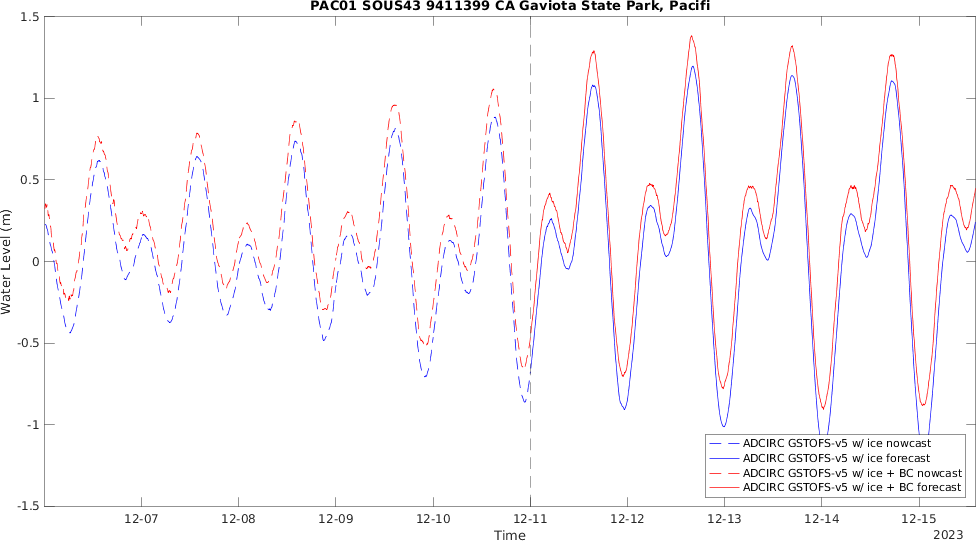 PAC01 SOUS43 9411399 CA Gaviota State Park, Pacifi
1.5
1
0.5
0
-0.5
-1
-1.5
Water Level (m)
ADCIRC GSTOFS-v5 w/ ice nowcast
ADCIRC GSTOFS-v5 w/ ice forecast
ADCIRC GSTOFS-v5 w/ ice + BC nowcast
ADCIRC GSTOFS-v5 w/ ice + BC forecast
12-07 12-08 12-09 12-10 12-11 12-12 12-13 12-14 12-15
Time
2023